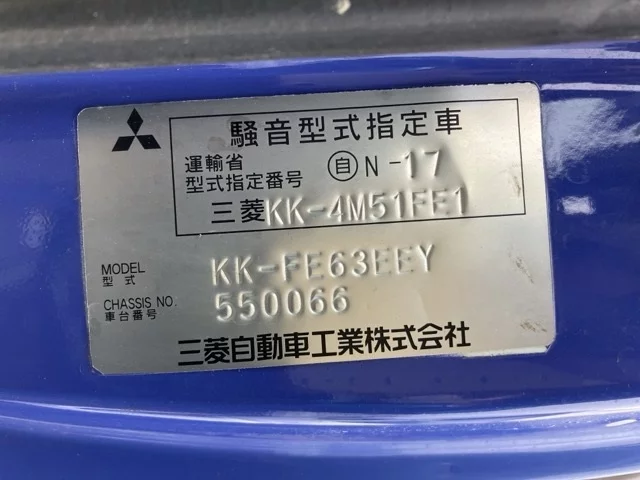 騒音型式指定車
運輸省
型式指定番号 自 N-17
三菱KK-4M51FE1
MODEL
型式 KK-FE63EEY
CHASSIS NO.
車台番号 550066
三菱自動車工業株式会社